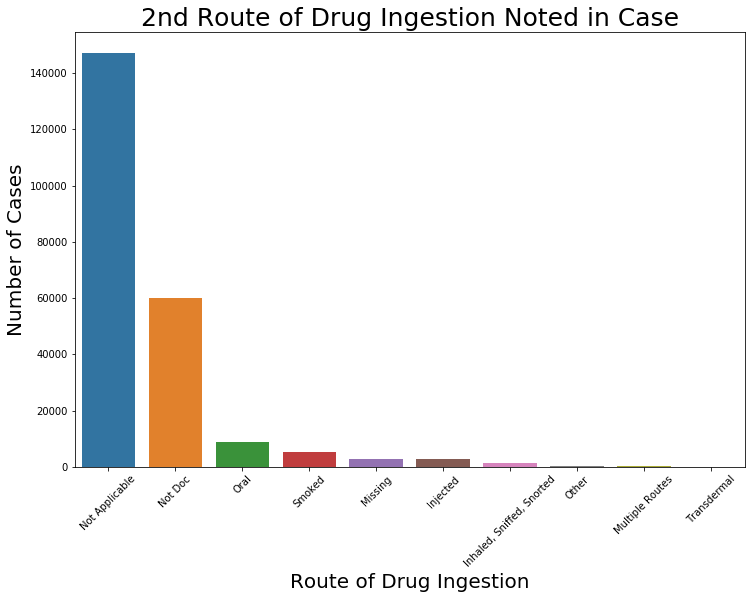 2nd Route of Drug Ingestion Noted in Case
Number of Cases
140000
120000
100000
80000
60000
40000
20000
0
Not Applicable
Not Doc
Oral
Smoked
Missing
Injected
Inhaled, Sniffed, Snorted
Other
Multiple Routes
Transdermal
Route of Drug Ingestion